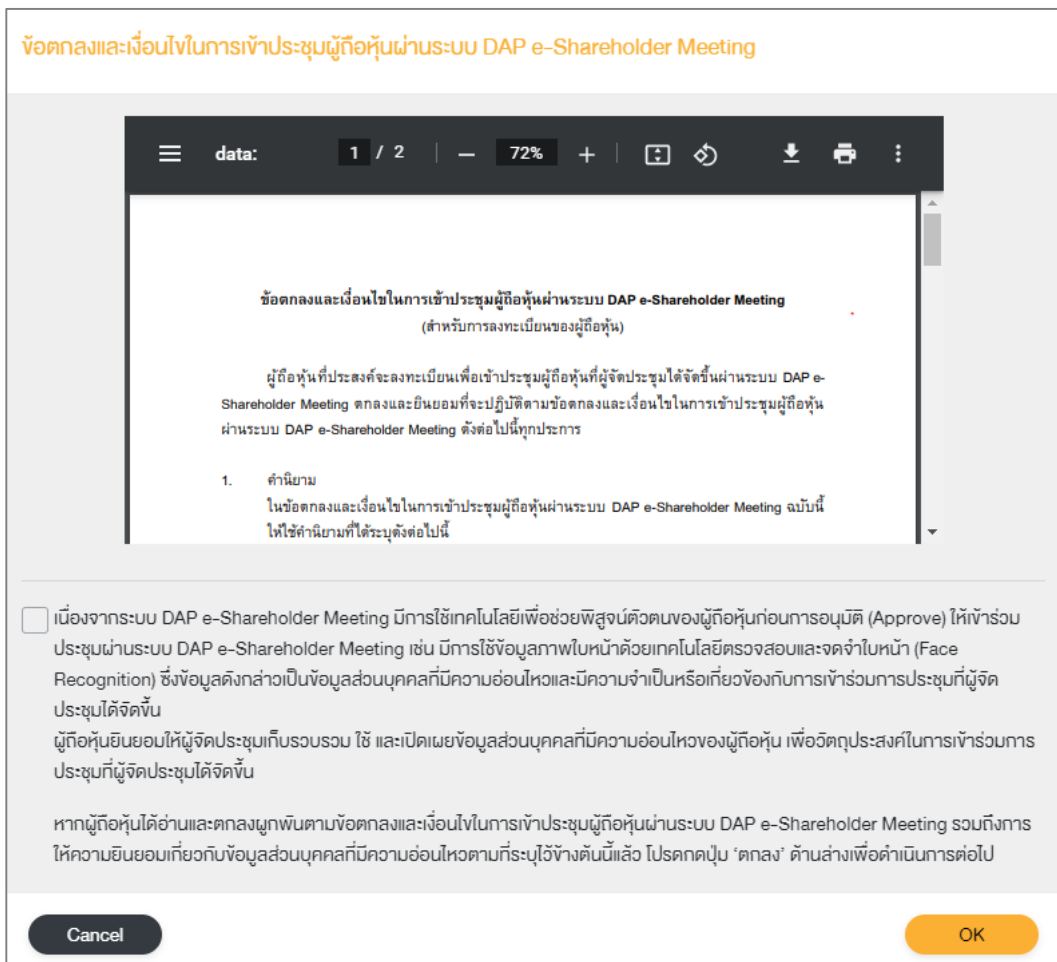 ข้อตกลงและเงื่อนไขในการเข้าประชุมผู้ถือหุ้นผ่านระบบ DAP e-Shareholder Meeting
data:
1 / 2
72%
ข้อตกลงและเงื่อนไขในการเข้าประชุมผู้ถือหุ้นผ่านระบบ DAP e-Shareholder Meeting
(สำหรับการลงทะเบียนของผู้ถือหุ้น)
ผู้ถือหุ้นที่ประสงค์จะลงทะเบียนเพื่อเข้าประชุมผู้ถือหุ้นที่ผู้จัดประชุมได้จัดขึ้นผ่านระบบ DAP e-
Shareholder Meeting ตกลงและยินยอมที่จะปฏิบัติตามข้อตกลงและเงื่อนไขในการเข้าประชุมผู้ถือหุ้น
ผ่านระบบ DAP e-Shareholder Meeting ดังต่อไปนี้ทุกประการ
1. คำนิยาม
ในข้อตกลงและเงื่อนไขในการเข้าประชุมผู้ถือหุ้นผ่านระบบ DAP e-Shareholder Meeting ฉบับนี้
ให้ใช้คำนิยามที่ได้ระบุดังต่อไปนี้
เนื่องจากระบบ DAP e-Shareholder Meeting มีการใช้เทคโนโลยีเพื่อช่วยพิสูจน์ตัวตนของผู้ถือหุ้นก่อนการอนุมัติ (Approve) ให้เข้าร่วม
ประชุมผ่านระบบ DAP e-Shareholder Meeting เช่น มีการใช้ข้อมูลภาพใบหน้าด้วยเทคโนโลยีตรวจสอบและจดจำใบหน้า (Face
Recognition) ซึ่งข้อมูลดังกล่าวเป็นข้อมูลส่วนบุคคลที่มีความอ่อนไหวและมีความจำเป็นหรือเกี่ยวข้องกับการเข้าร่วมการประชุมที่ผู้จัด
ประชุมได้จัดขึ้น
ผู้ถือหุ้นยินยอมให้ผู้จัดประชุมเก็บรวบรวม ใช้ และเปิดเผยข้อมูลส่วนบุคคลที่มีความอ่อนไหวของผู้ถือหุ้น เพื่อวัตถุประสงค์ในการเข้าร่วมการ
ประชุมที่ผู้จัดประชุมได้จัดขึ้น
หากผู้ถือหุ้นได้อ่านและตกลงผูกพันตามข้อตกลงและเงื่อนไขในการเข้าประชุมผู้ถือหุ้นผ่านระบบ DAP e-Shareholder Meeting รวมถึงการ
ให้ความยินยอมเกี่ยวกับข้อมูลส่วนบุคคลที่มีความอ่อนไหวตามที่ระบุไว้ข้างต้นนี้แล้ว โปรดกดปุ่ม ‘ตกลง’ ด้านล่างเพื่อดำเนินการต่อไป
Cancel
OK